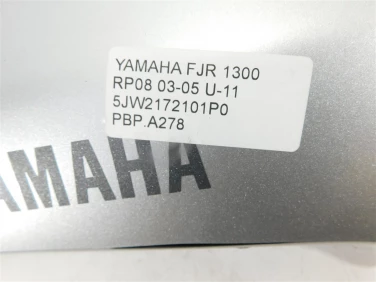 YAMAHA FJR 1300
RP08 03-05 U-11
5JW2172101P0
PBP.A278
YAMAHA